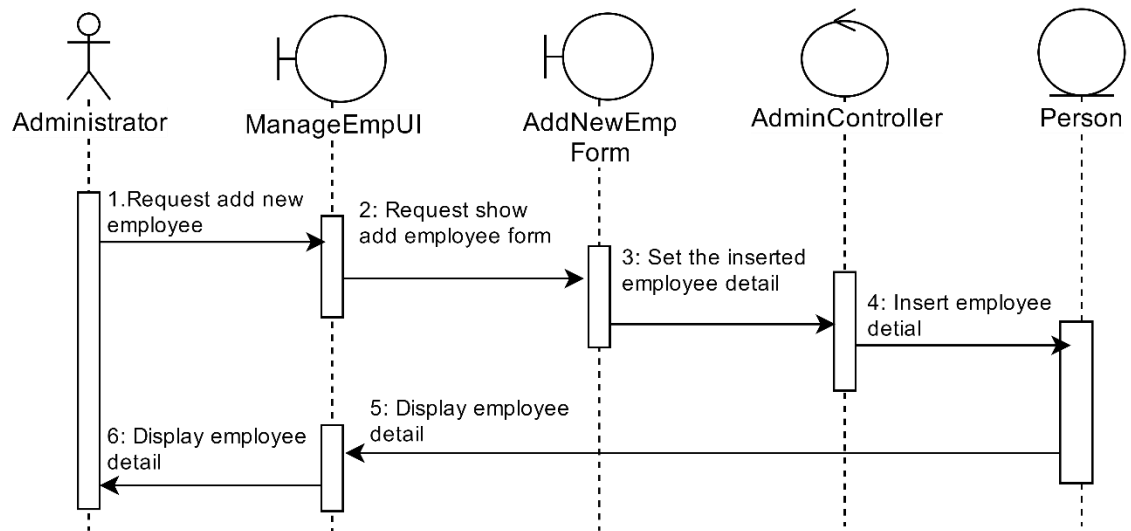 Administrator
ManageEmpUI
AddNewEmp
Form
AdminController
Person
1.Request add new
employee
2: Request show
add employee form
3: Set the inserted
employee detail
4: Insert employee
detial
5: Display employee
detail
6: Display employee
detail